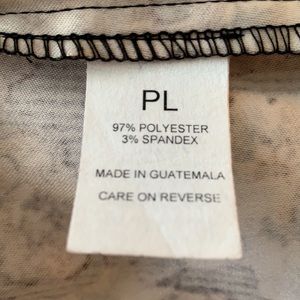 PL
97% POLYESTER
3% SPANDEX
MADE IN GUATEMALA
CARE ON REVERSE